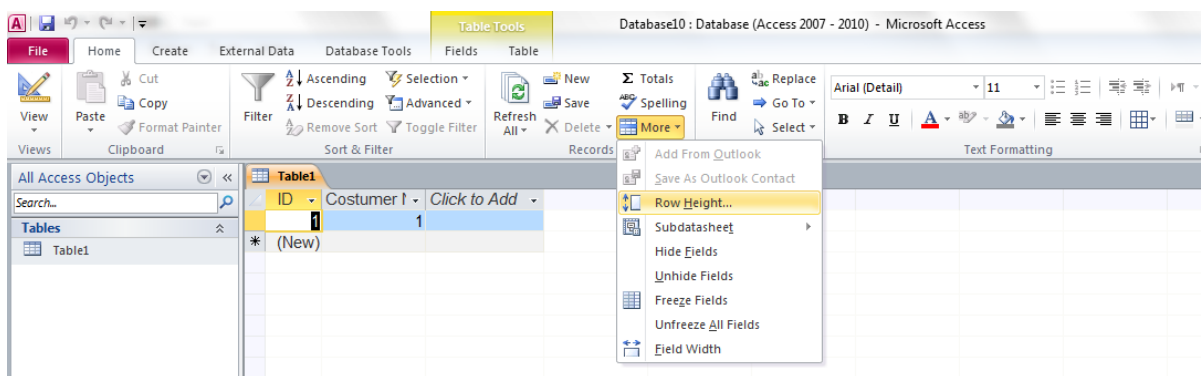 A
Table Tools
Database10 : Database (Access 2007 - 2010) - Microsoft Access
File Home Create External Data Database Tools Fields Table
View
Paste
Cut
Copy
Format Painter
Filter
Ascending
Descending
Remove Sort
Selection
Advanced
Toggle Filter
Refresh
All
New
Save
Delete
Totals
Spelling
More
Find
Replace
Go To
Select
Arial (Detail) 11
B I U A
Views Clipboard Sort & Filter Records Text Formatting
All Access Objects
Search...
Tables
Table1
Table1
ID Costumer Click to Add
1 1
(New)
Add From Outlook
Save As Outlook Contact
Row Height...
Subdatasheet
Hide Fields
Unhide Fields
Freeze Fields
Unfreeze All Fields
Field Width